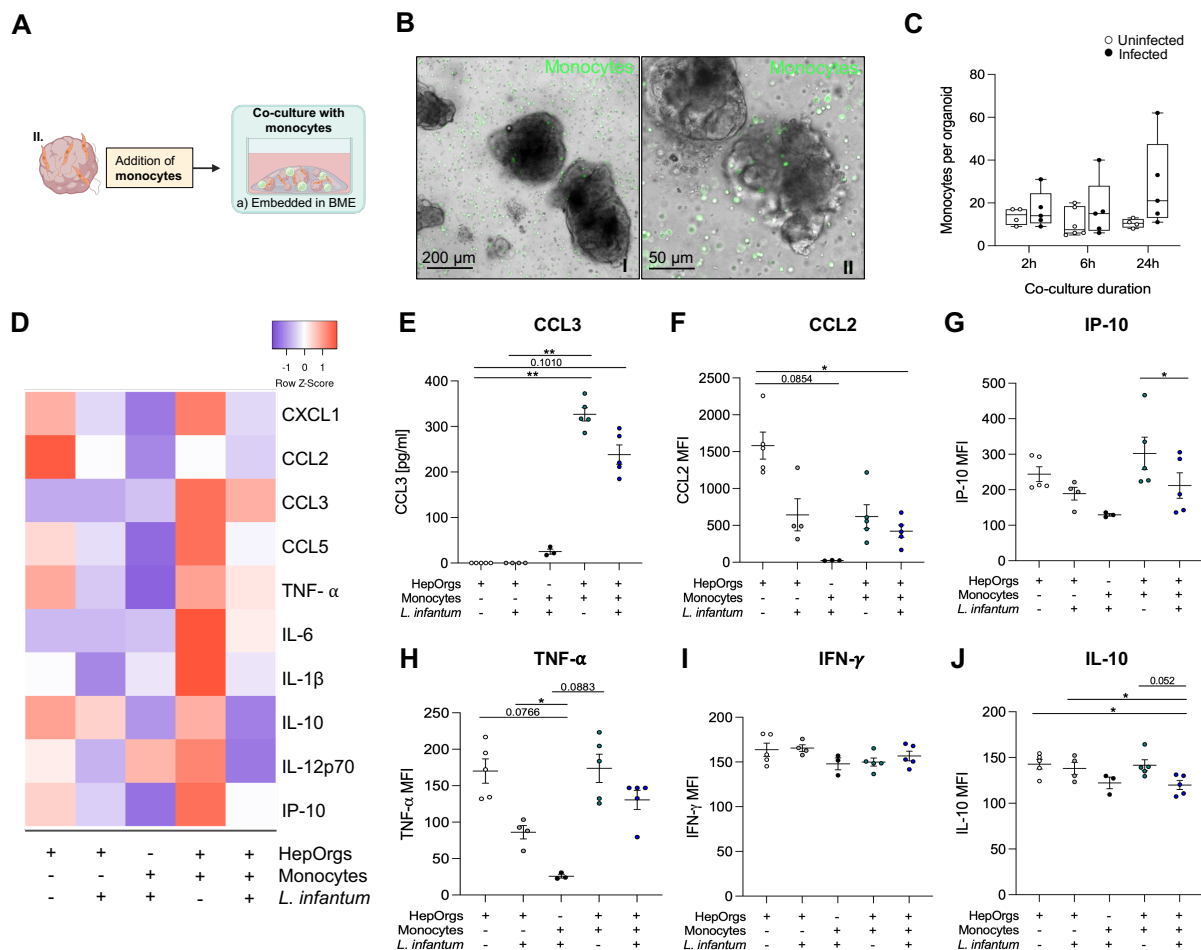 A
II.
Addition of
monocytes
Co-culture with
monocytes
a) Embedded in BME
B
Monocytes
200 µm
I
Monocytes
50 µm
II
C
Uninfected
Infected
Monocytes per organoid
80
60
40
20
0
2h 6h 24h
Co-culture duration
D
-1 0 1
Row Z-Score
CXCL1
CCL2
CCL3
CCL5
TNF- α
IL-6
IL-1β
IL-10
IL-12p70
IP-10
+ + - + + HepOrgs
- - + + + Monocytes
- + + - + L. infantum
E
CCL3
**
0.1010
**
CCL3 [pg/ml]
400
300
200
100
0
HepOrgs + + - + +
Monocytes - - + + +
L. infantum - + + - +
F
CCL2
*
0.0854
CCL2 MFI
2500
2000
1500
1000
500
0
HepOrgs + + - + +
Monocytes - - + + +
L. infantum - + + - +
G
IP-10
*
IP-10 MFI
500
400
300
200
100
0
HepOrgs + + - + +
Monocytes - - + + +
L. infantum - + + - +
H
TNF-α
0.0883
*
0.0766
TNF-α MFI
250
200
150
100
50
0
HepOrgs + + - + +
Monocytes - - + + +
L. infantum - + + - +
I
IFN-γ
IFN-γ MFI
200
150
100
50
0
HepOrgs + + - + +
Monocytes - - + + +
L. infantum - + + - +
J
IL-10
0.052
*
*
IL-10 MFI
200
150
100
50
0
HepOrgs + + - + +
Monocytes - - + + +
L. infantum - + + - +